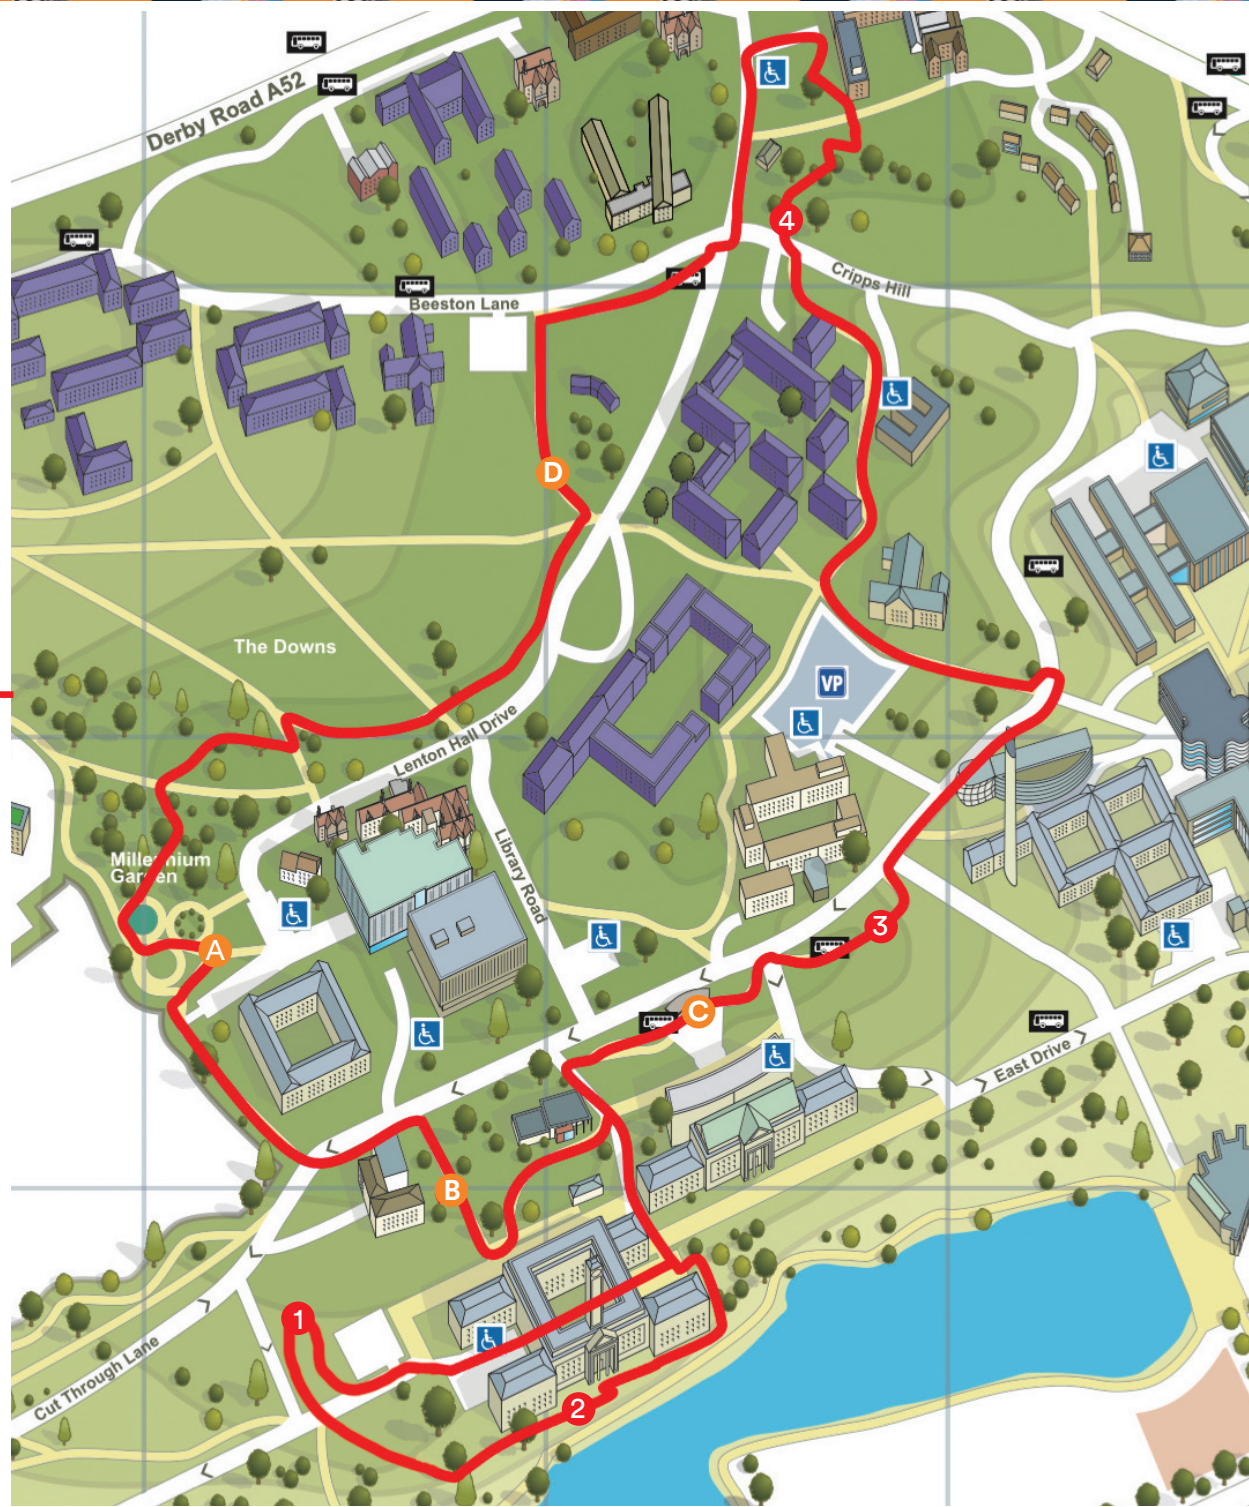 Derby Road A52
4
Cripps Hill
Beeston Lane
D
The Downs
VP
Lenton Hall Drive
Library Road
Millennium
Garden
A
3
C
East Drive
B
1
Cut Through Lane
2